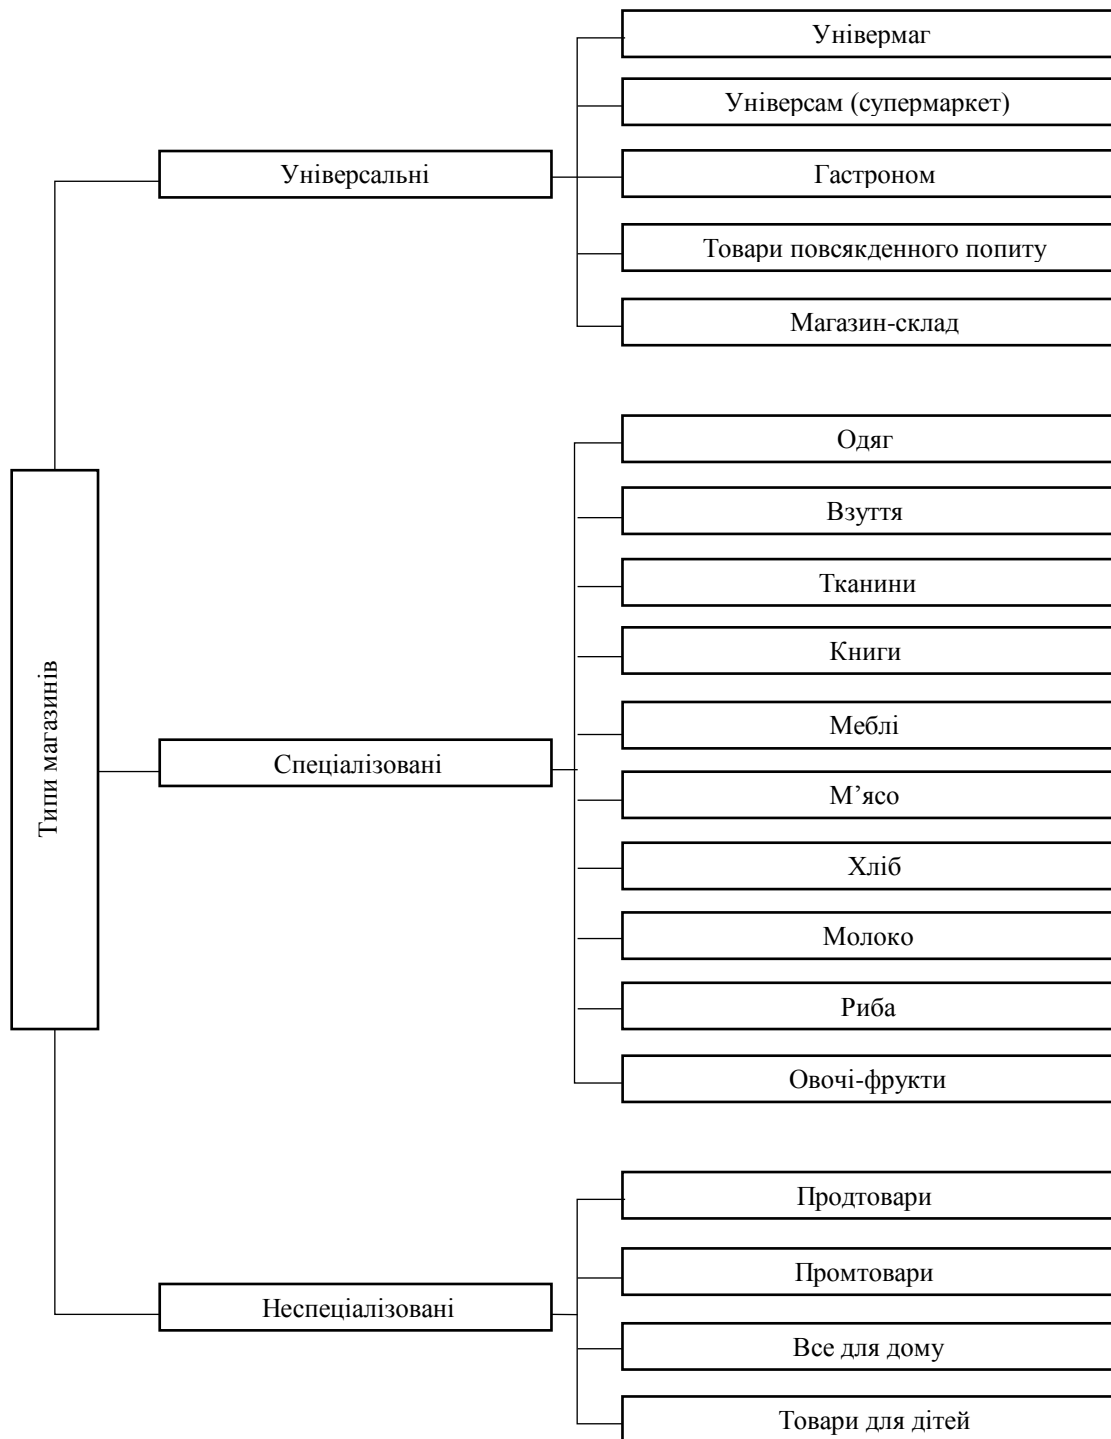 Типи магазинів
Універсальні
Універмаг
Універсам (супермаркет)
Гастроном
Товари повсякденного попиту
Магазин-склад
Спеціалізовані
Одяг
Взуття
Тканини
Книги
Меблі
М’ясо
Хліб
Молоко
Риба
Овочі-фрукти
Неспеціалізовані
Продтовари
Промтовари
Все для дому
Товари для дітей